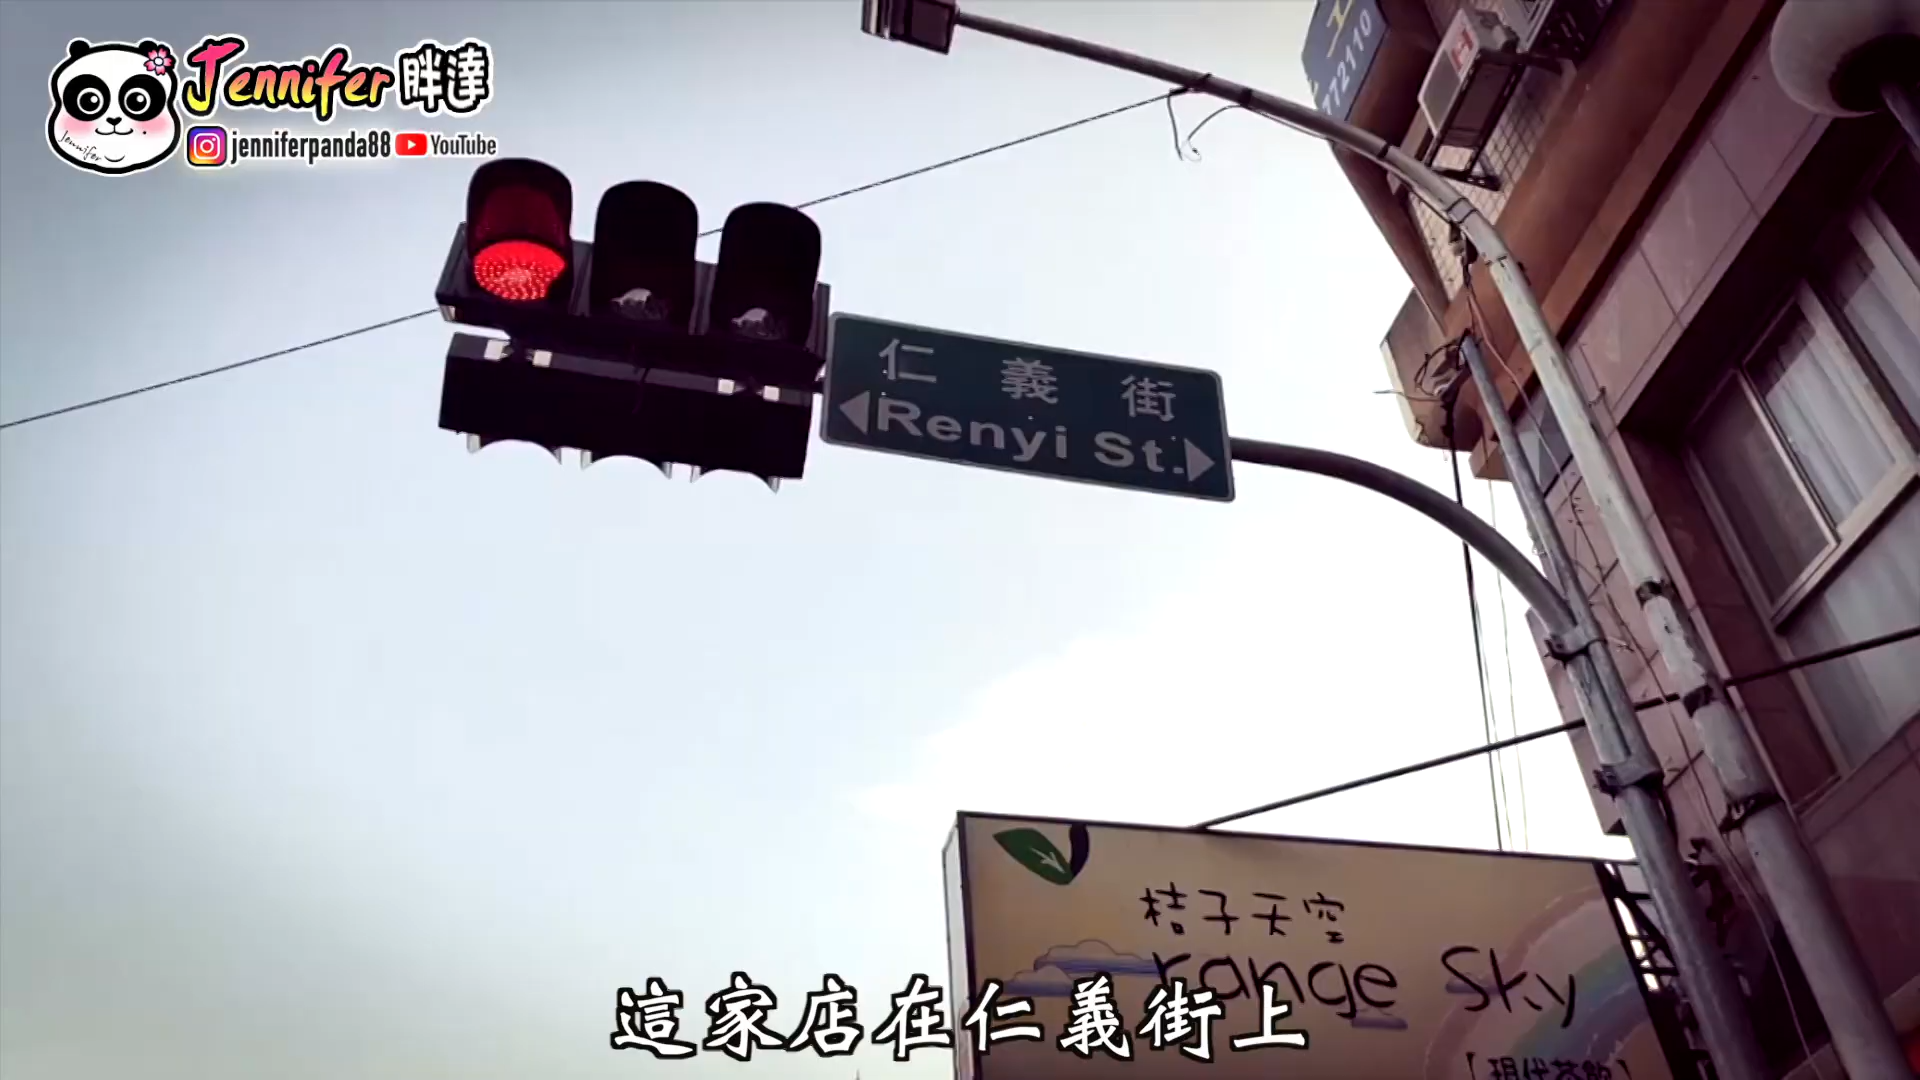 Jennifer 胖達
jenniferpanda88 YouTube
Jennifer
772110
仁義街
Renyi St.
桔子天空
range Sky
這家店在仁義街上